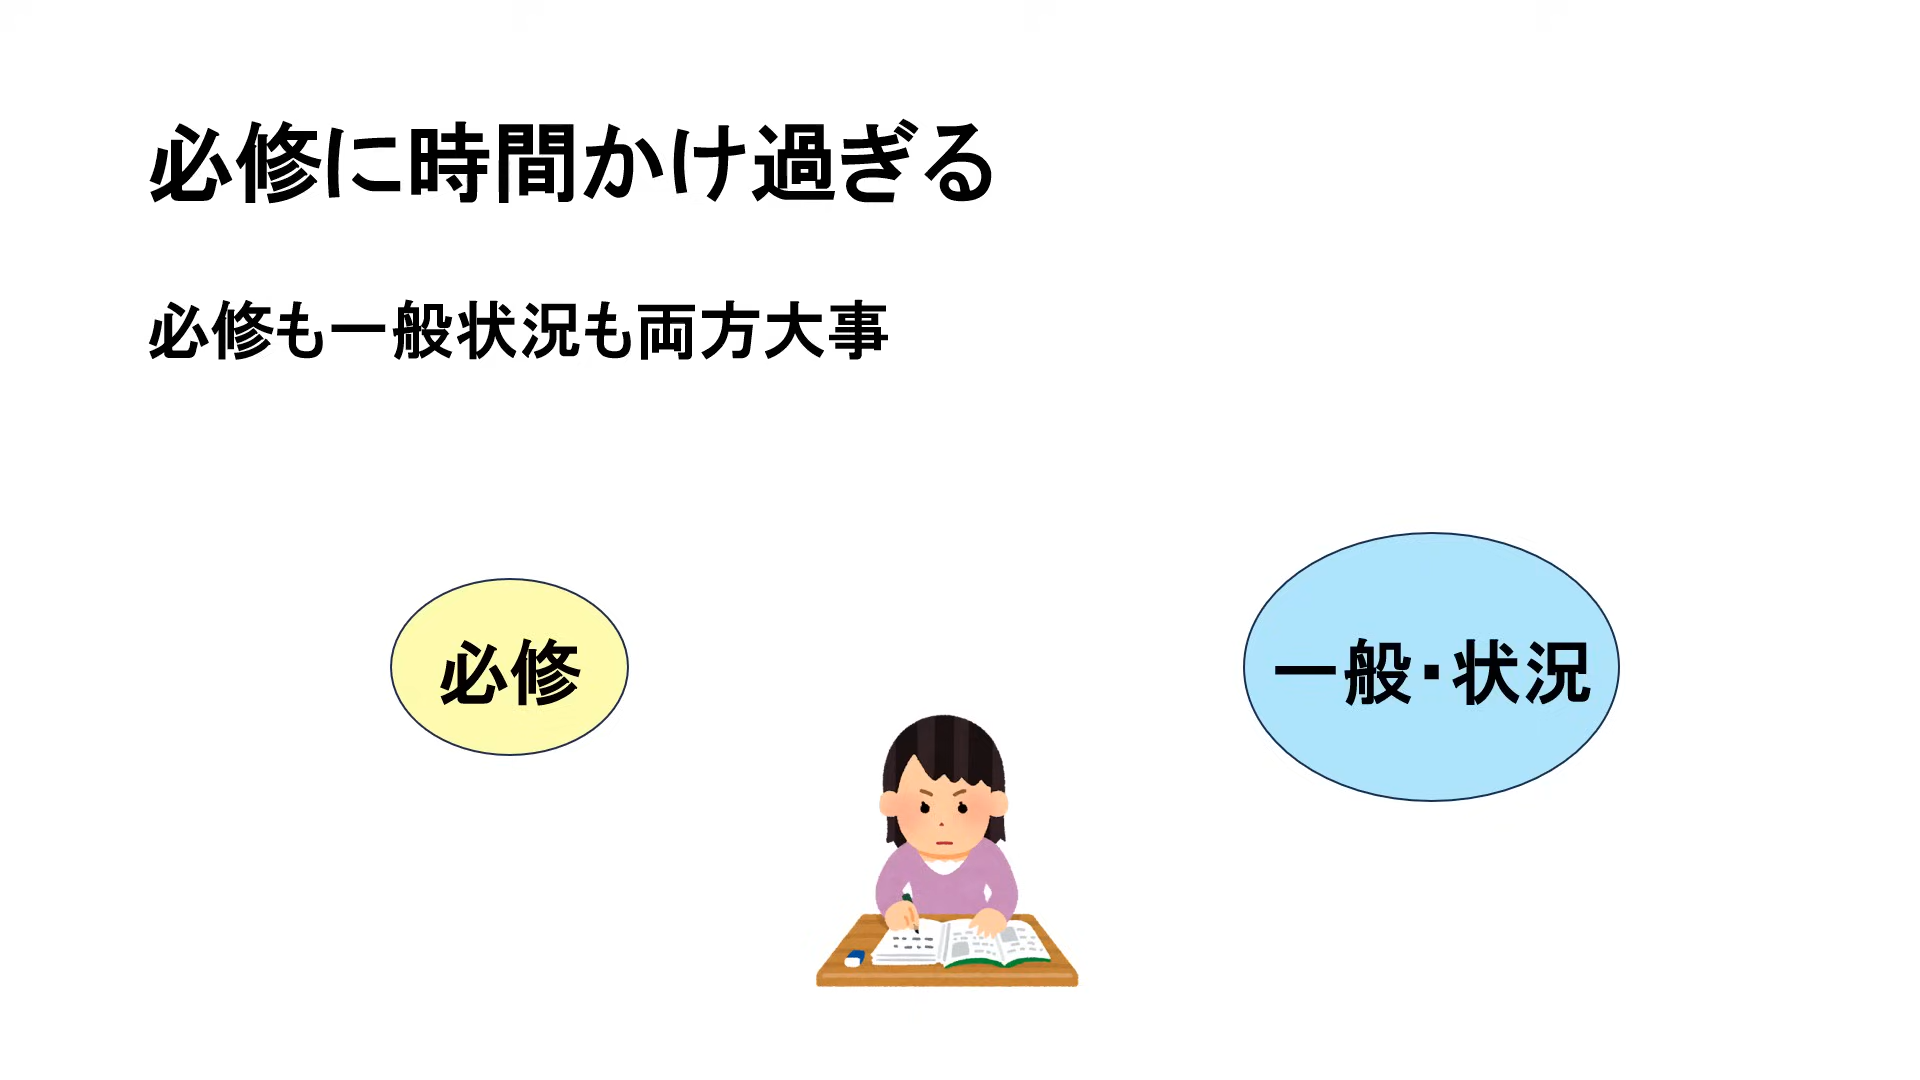 必修に時間かけ過ぎる
必修も一般状況も両方大事
必修
一般・状況